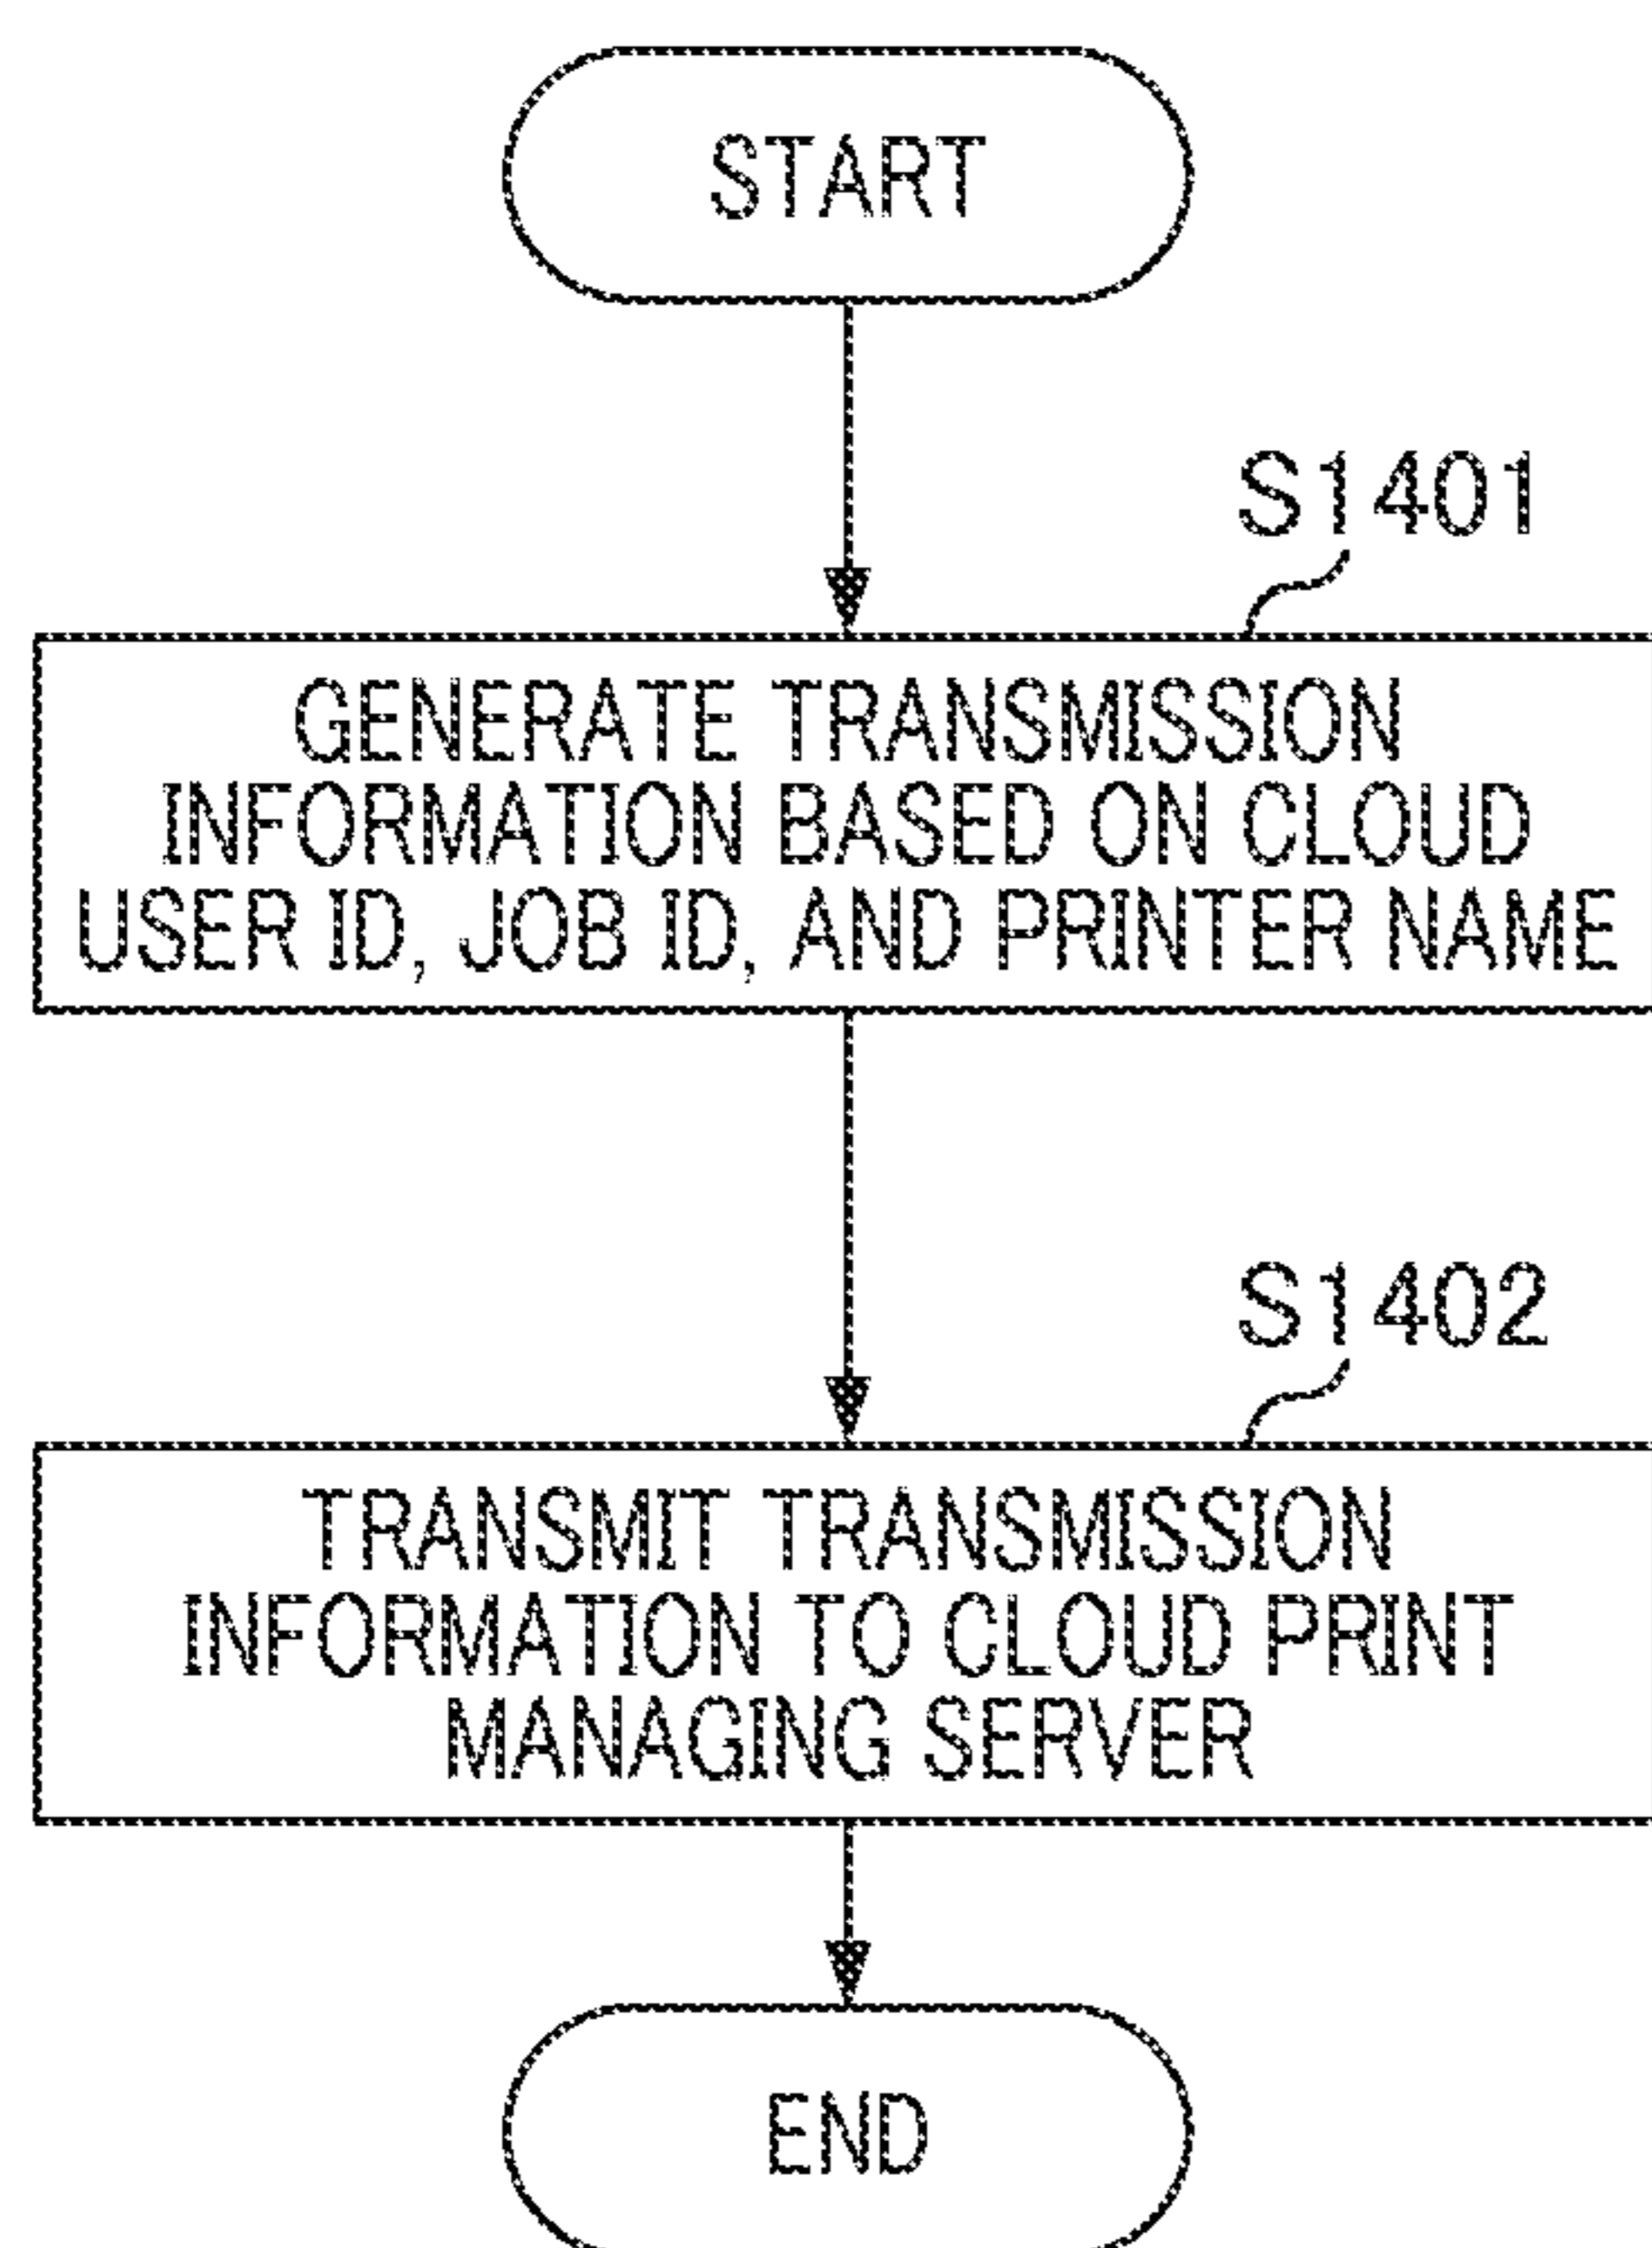 START
S1401
GENERATE TRANSMISSION
INFORMATION BASED ON CLOUD
USER ID, JOB ID, AND PRINTER NAME
S1402
TRANSMIT TRANSMISSION
INFORMATION TO CLOUD PRINT
MANAGING SERVER
END